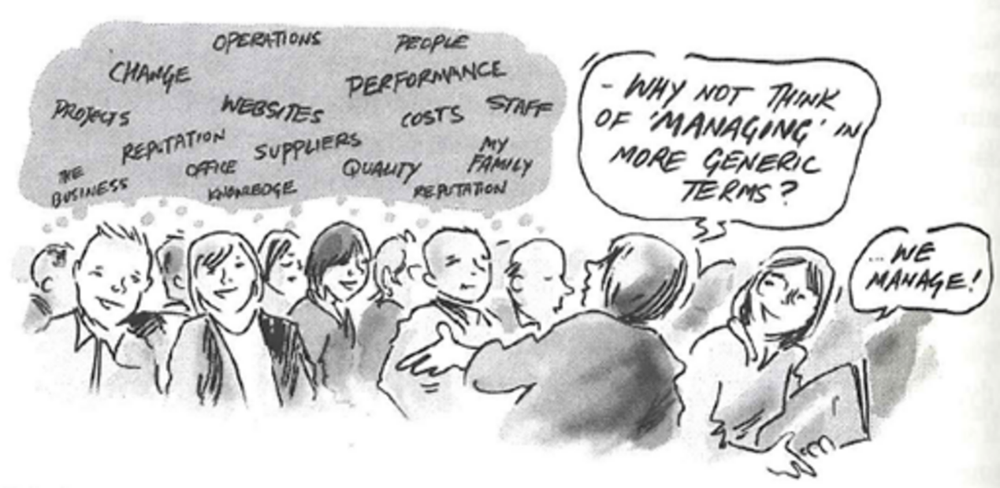 OPERATIONS PEOPLE
CHANGE PERFORMANCE
PROJECTS WEBSITES COSTS STAFF
REPUTATION SUPPLIERS MY
FAMILY
THE
BUSINESS OFFICE QUALITY
KNOWLEDGE REPUTATION
- WHY NOT THINK
OF 'MANAGING' IN
MORE GENERIC
TERMS?
... WE
MANAGE!